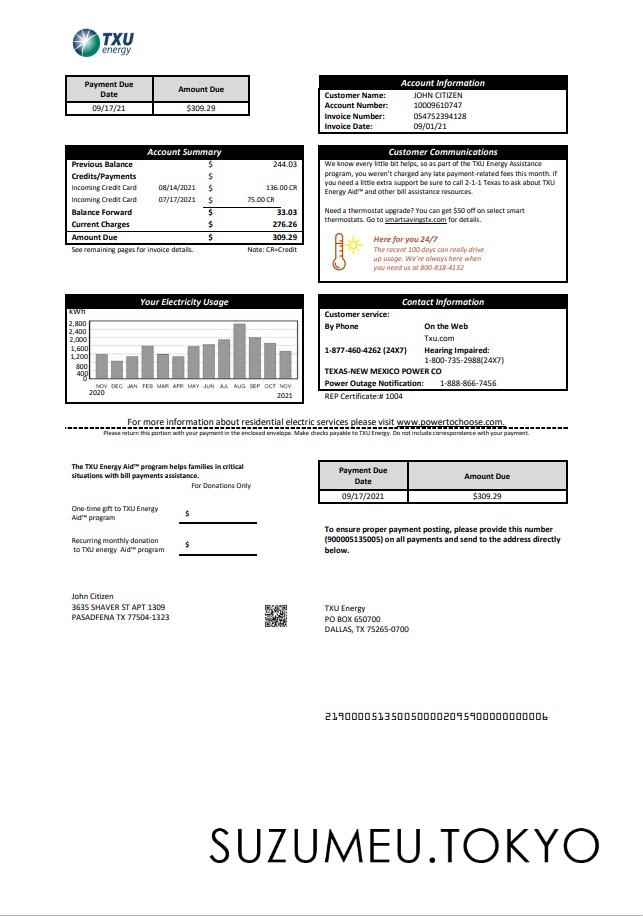 TXU
energy
Payment Due Date Amount Due
09/17/21 $309.29
Account Information
Customer Name: JOHN CITIZEN
Account Number: 10009610747
Invoice Number: 054752394128
Invoice Date: 09/01/21
Account Summary
Previous Balance $ 244.03
Credits/Payments $
Incoming Credit Card 08/14/2021 $ 136.00 CR
Incoming Credit Card 07/17/2021 $ 75.00 CR
Balance Forward $ 33.03
Current Charges $ 276.26
Amount Due $ 309.29
See remaining pages for invoice details. Note: CR=Credit
Customer Communications
We know every little bit helps, so as part of the TXU Energy Assistance
program, you weren't charged any late payment-related fees this month. If
you need a little extra support be sure to call 2-1-1 Texas to ask about TXU
Energy Aid™ and other bill assistance resources.
Need a thermostat upgrade? You can get $50 off on select smart
thermostats. Go to smartsavingstx.com for details.
Here for you 24/7
The recent 100 days can really drive
up usage. We're always here when
you need us at 800-818-4132
Your Electricity Usage
kWh
2,800
2,400
1,600
1,200
800
400
0
NOV DEC JAN FEB MAR APR MAY JUN JUL AUG SEP OCT NOV
2020 2021
Contact Information
Customer service:
By Phone On the Web
Txu.com
1-877-460-4262 (24X7) Hearing Impaired:
1-800-735-2988(24X7)
TEXAS-NEW MEXICO POWER CO
Power Outage Notification: 1-888-866-7456
REP Certificate:# 1004
For more information about residential electric services please visit www.powertochoose.com.
Please return this portion with your payment in the enclosed envelope. Make checks payable to TXU Energy. Do not include correspondence with your payment.
The TXU Energy Aid™ program helps families in critical
situations with bill payments assistance.
For Donations Only
One-time gift to TXU Energy
Aid™ program $
Recurring monthly donation
to TXU energy Aid™ program $
Payment Due Date Amount Due
09/17/2021 $309.29
To ensure proper payment posting, please provide this number
(900005135005) on all payments and send to the address directly
below.
John Citizen
3635 SHAVER ST APT 1309
PASADFENA TX 77504-1323
TXU Energy
PO BOX 650700
DALLAS, TX 75265-0700
SUZUMEU.TOKYO